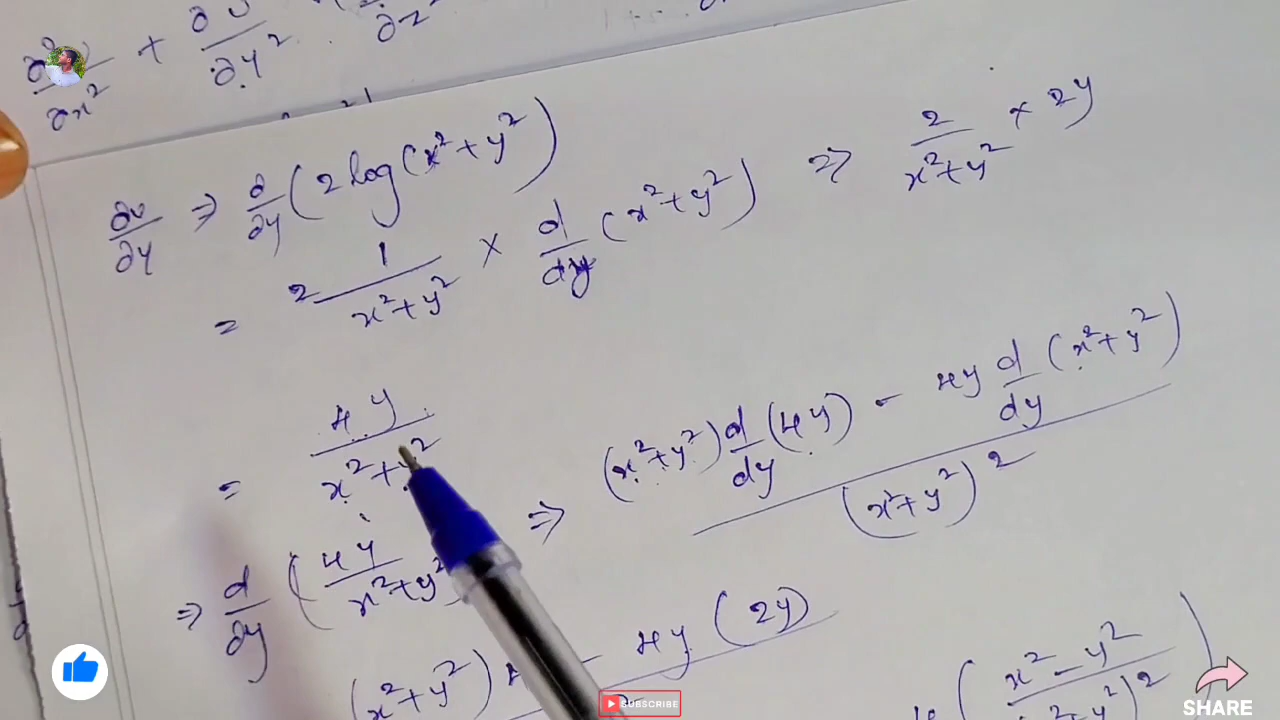 ∂²u/∂x² + ∂²u/∂y²
∂u/∂y ⇒ ∂/∂y (2 log(x²+y²)
= 2 1/(x²+y²) × d/dy (x²+y²) ⇒ 2/(x²+y²) × 2y
= 4y/(x²+y²)
⇒ d/dy (4y/(x²+y²) ⇒ ((x²+y²) d/dy (4y) - 4y d/dy (x²+y²))/(x²+y²)²
(x²+y²) - 4y (2y)
(x²-y²/
SUBSCRIBE
SHARE